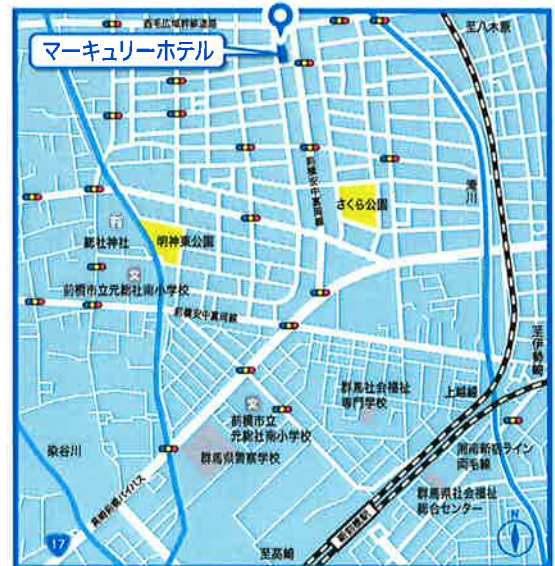 西毛広域幹線道路
至八木原
マーキュリーホテル
前橋安中富岡線
さくら公園
滝川
総社神社
明神東公園
前橋市立元総社南小学校
前橋安中富岡線
至伊勢崎
群馬社会福祉
専門学校
上越線
前橋市立
元総社南小学校
染谷川
群馬県警察学校
湘南新宿ライン
両毛線
高崎前橋バイパス
新前橋駅
群馬県社会福祉
総合センター
17
至高崎
N